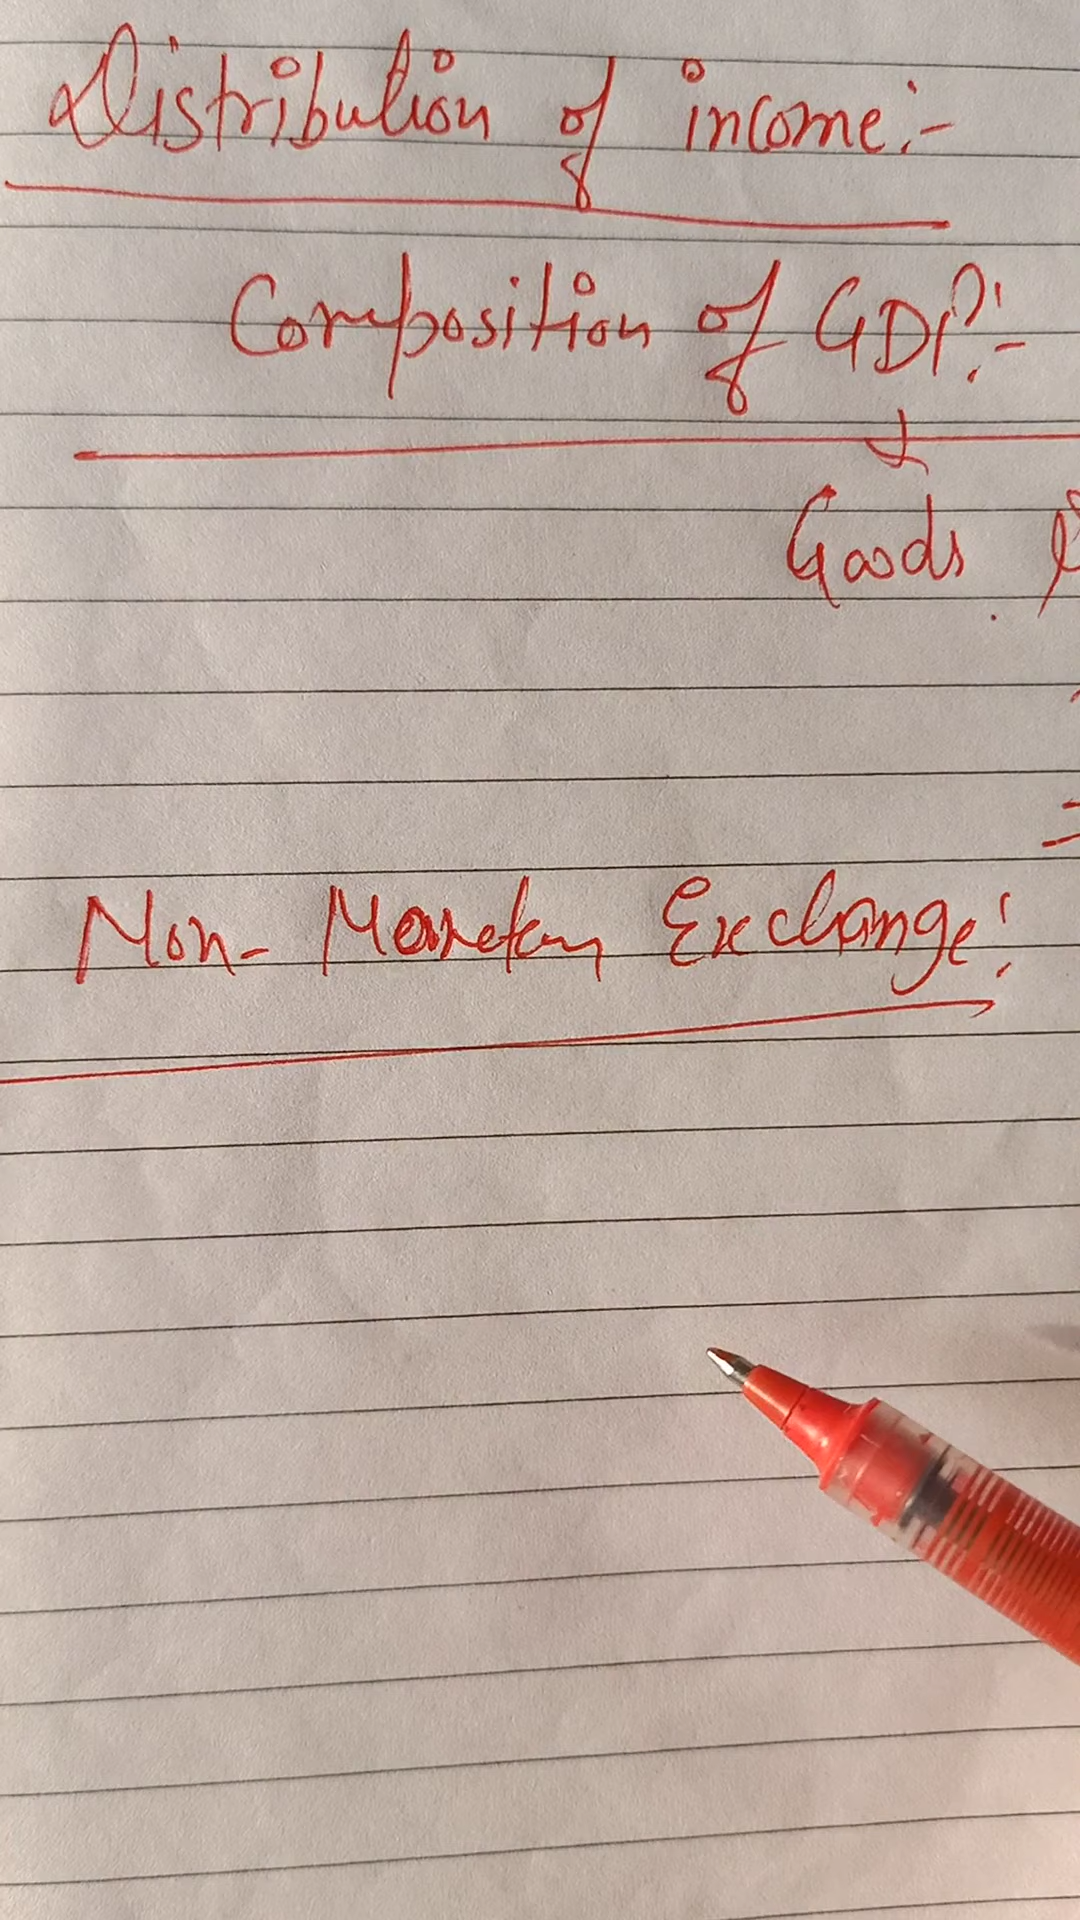 Distribution of income:-
Composition of GDP:-
Goods
Non-Monetary Exchange: